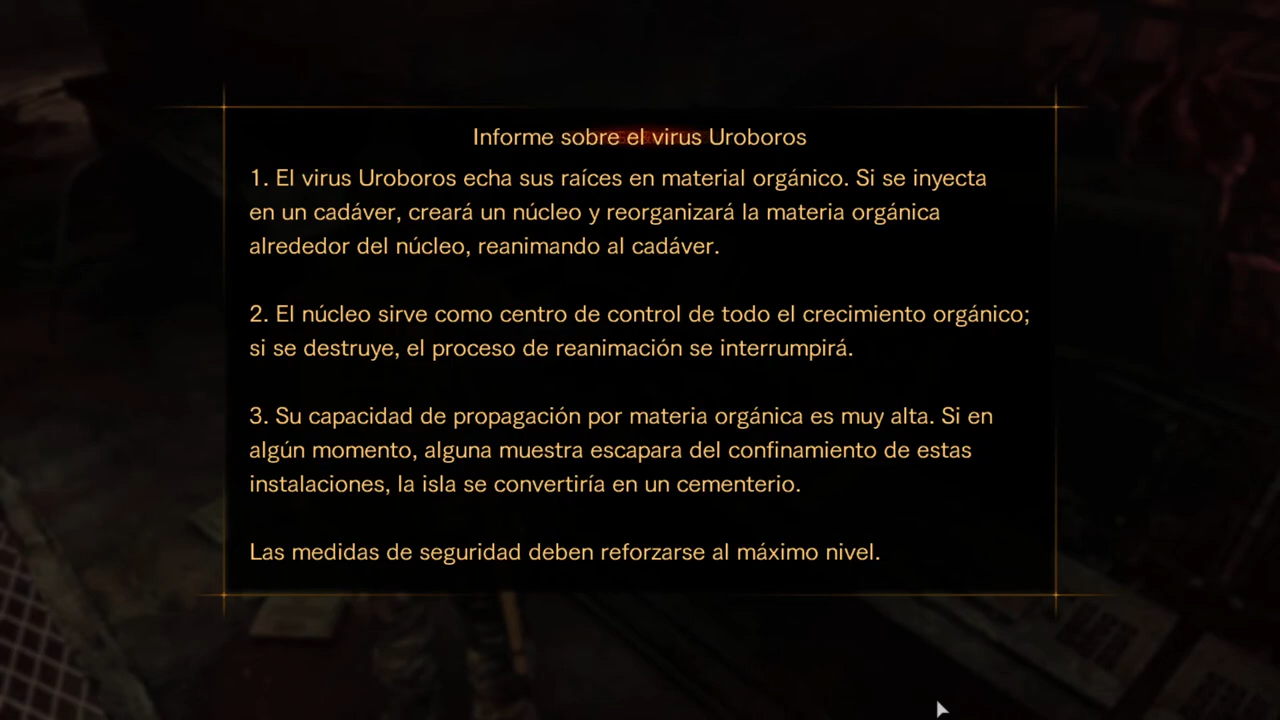 Informe sobre el virus Uroboros
1. El virus Uroboros echa sus raíces en material orgánico. Si se inyecta
en un cadáver, creará un núcleo y reorganizará la materia orgánica
alrededor del núcleo, reanimando al cadáver.
2. El núcleo sirve como centro de control de todo el crecimiento orgánico;
si se destruye, el proceso de reanimación se interrumpirá.
3. Su capacidad de propagación por materia orgánica es muy alta. Si en
algún momento, alguna muestra escapara del confinamiento de estas
instalaciones, la isla se convertiría en un cementerio.
Las medidas de seguridad deben reforzarse al máximo nivel.